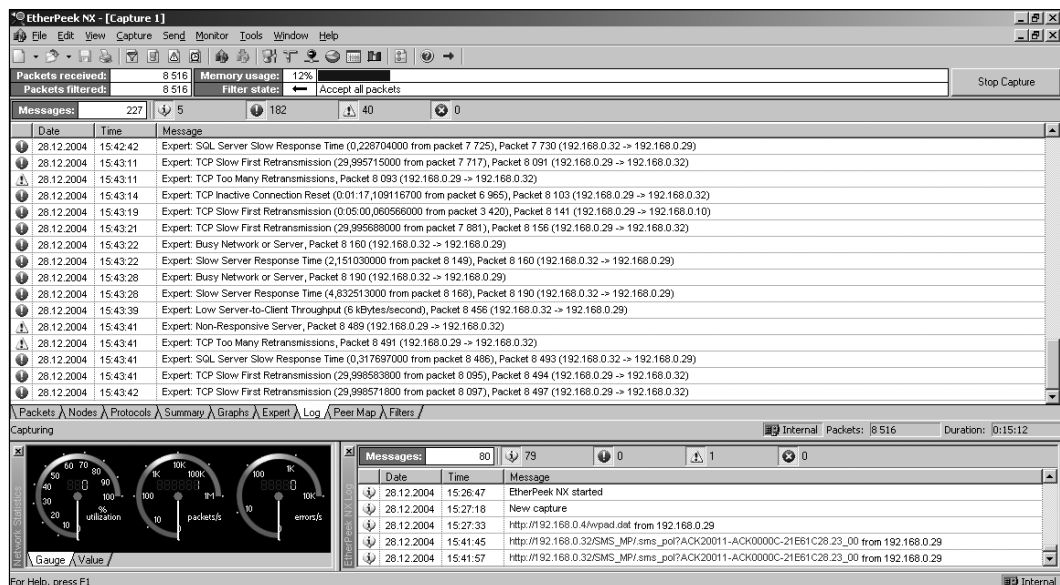 EtherPeek NX - [Capture 1]
File Edit View Capture Send Monitor Tools Window Help
Packets received: 8 516 Memory usage: 12%
Packets filtered: 8 516 Filter state: Accept all packets
Stop Capture
Messages: 227 5 182 40 0
Date Time Message
28.12.2004 15:42:42 Expert: SQL Server Slow Response Time (0,228704000 from packet 7 725), Packet 7 730 (192.168.0.32 -> 192.168.0.29)
28.12.2004 15:43:11 Expert: TCP Slow First Retransmission (29,995715000 from packet 7 717), Packet 8 091 (192.168.0.29 -> 192.168.0.32)
28.12.2004 15:43:11 Expert: TCP Too Many Retransmissions, Packet 8 093 (192.168.0.29 -> 192.168.0.32)
28.12.2004 15:43:14 Expert: TCP Inactive Connection Reset (0:01:17,109116700 from packet 6 965), Packet 8 103 (192.168.0.29 -> 192.168.0.32)
28.12.2004 15:43:19 Expert: TCP Slow First Retransmission (0:05:00,060566000 from packet 3 420), Packet 8 141 (192.168.0.29 -> 192.168.0.10)
28.12.2004 15:43:21 Expert: TCP Slow First Retransmission (29,995688000 from packet 7 881), Packet 8 156 (192.168.0.29 -> 192.168.0.32)
28.12.2004 15:43:22 Expert: Busy Network or Server, Packet 8 160 (192.168.0.32 -> 192.168.0.29)
28.12.2004 15:43:22 Expert: Slow Server Response Time (2,151030000 from packet 8 149), Packet 8 160 (192.168.0.32 -> 192.168.0.29)
28.12.2004 15:43:28 Expert: Busy Network or Server, Packet 8 190 (192.168.0.32 -> 192.168.0.29)
28.12.2004 15:43:28 Expert: Slow Server Response Time (4,832513000 from packet 8 168), Packet 8 190 (192.168.0.32 -> 192.168.0.29)
28.12.2004 15:43:39 Expert: Low Server-to-Client Throughput (6 kBytes/second), Packet 8 456 (192.168.0.32 -> 192.168.0.29)
28.12.2004 15:43:41 Expert: Non-Responsive Server, Packet 8 489 (192.168.0.29 -> 192.168.0.32)
28.12.2004 15:43:41 Expert: TCP Too Many Retransmissions, Packet 8 491 (192.168.0.29 -> 192.168.0.32)
28.12.2004 15:43:41 Expert: SQL Server Slow Response Time (0,317697000 from packet 8 486), Packet 8 493 (192.168.0.32 -> 192.168.0.29)
28.12.2004 15:43:41 Expert: TCP Slow First Retransmission (29,998583800 from packet 8 095), Packet 8 494 (192.168.0.29 -> 192.168.0.32)
28.12.2004 15:43:42 Expert: TCP Slow First Retransmission (29,998571800 from packet 8 097), Packet 8 497 (192.168.0.29 -> 192.168.0.32)
Packets Nodes Protocols Summary Graphs Expert Log Peer Map Filters
Capturing Internal Packets: 8 516 Duration: 0:15:12
Network Statistics
10 20 30 40 50 60 70 80 90 100 0 % utilization
10 100 1K 10K 100K 1M packets/s
10 100 1K 10K 0 errors/s
Gauge Value
EtherPeek NX Log
Messages: 80 79 0 1 0
Date Time Message
28.12.2004 15:26:47 EtherPeek NX started
28.12.2004 15:27:18 New capture
28.12.2004 15:27:33 http://192.168.0.4/wpad.dat from 192.168.0.29
28.12.2004 15:41:45 http://192.168.0.32/SMS_MP/.sms_pol?ACK20011-ACK0000C-21E61C28.23_00 from 192.168.0.29
28.12.2004 15:41:57 http://192.168.0.32/SMS_MP/.sms_pol?ACK20011-ACK0000C-21E61C28.23_00 from 192.168.0.29
For Help, press F1 Internal